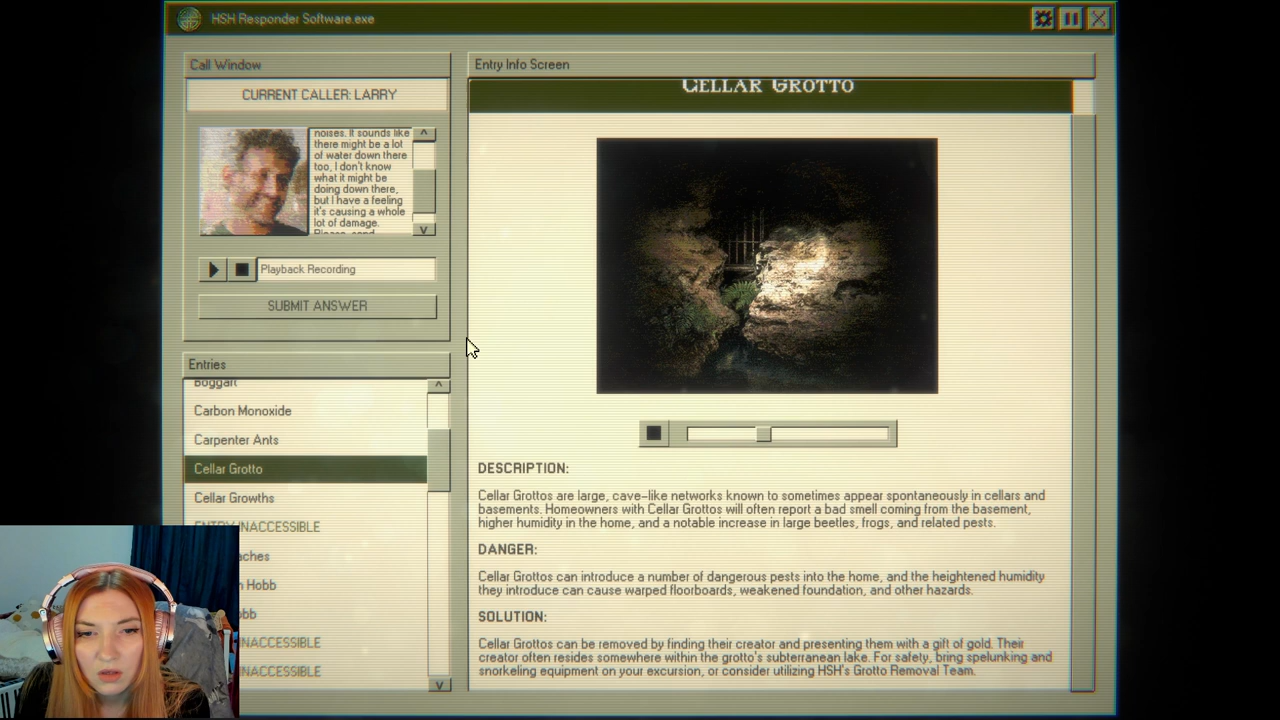 HSH Responder Software.exe
Call Window
CURRENT CALLER: LARRY
noises. It sounds like
there might be a lot
of water down there
too, I don't know
what it might be
doing down there,
but I have a feeling
it's causing a whole
lot of damage.
Please, send
Playback Recording
SUBMIT ANSWER
Entries
Boggart
Carbon Monoxide
Carpenter Ants
Cellar Grotto
Cellar Growths
ENTRY INACCESSIBLE
Hobb
INACCESSIBLE
INACCESSIBLE
Entry Info Screen
CELLAR GROTTO
DESCRIPTION:
Cellar Grottos are large, cave-like networks known to sometimes appear spontaneously in cellars and
basements. Homeowners with Cellar Grottos will often report a bad smell coming from the basement,
higher humidity in the home, and a notable increase in large beetles, frogs, and related pests.
DANGER:
Cellar Grottos can introduce a number of dangerous pests into the home, and the heightened humidity
they introduce can cause warped floorboards, weakened foundation, and other hazards.
SOLUTION:
Cellar Grottos can be removed by finding their creator and presenting them with a gift of gold. Their
creator often resides somewhere within the grotto's subterranean lake. For safety, bring spelunking and
snorkeling equipment on your excursion, or consider utilizing HSH's Grotto Removal Team.